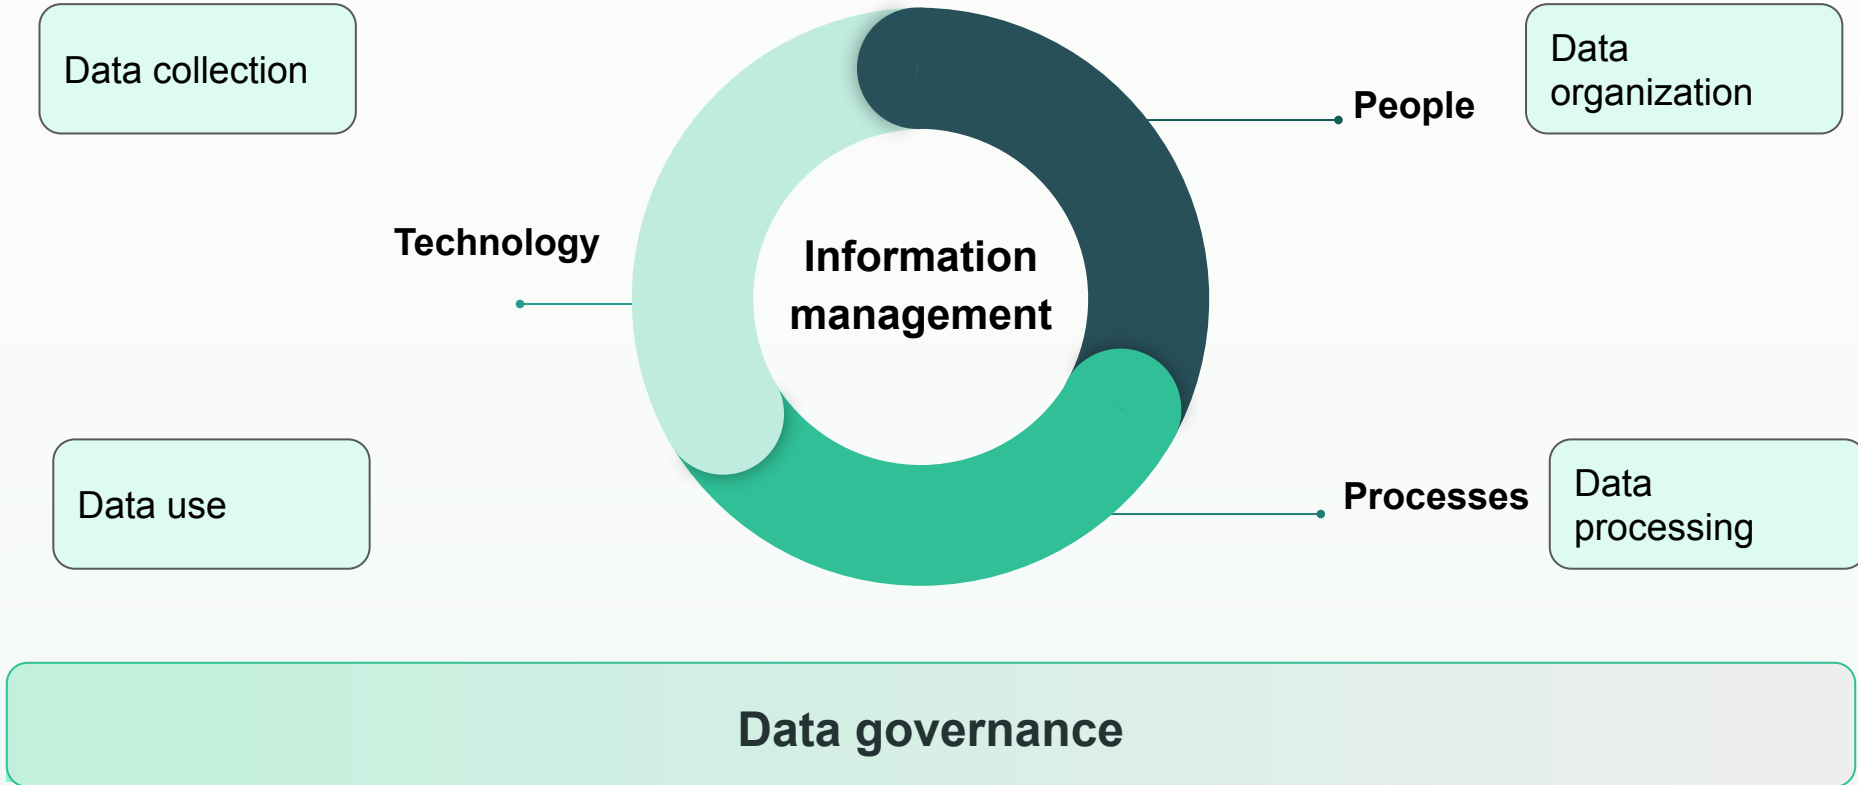 Data collection
Data
organization
People
Technology
Information
management
Data use
Processes
Data
processing
Data governance